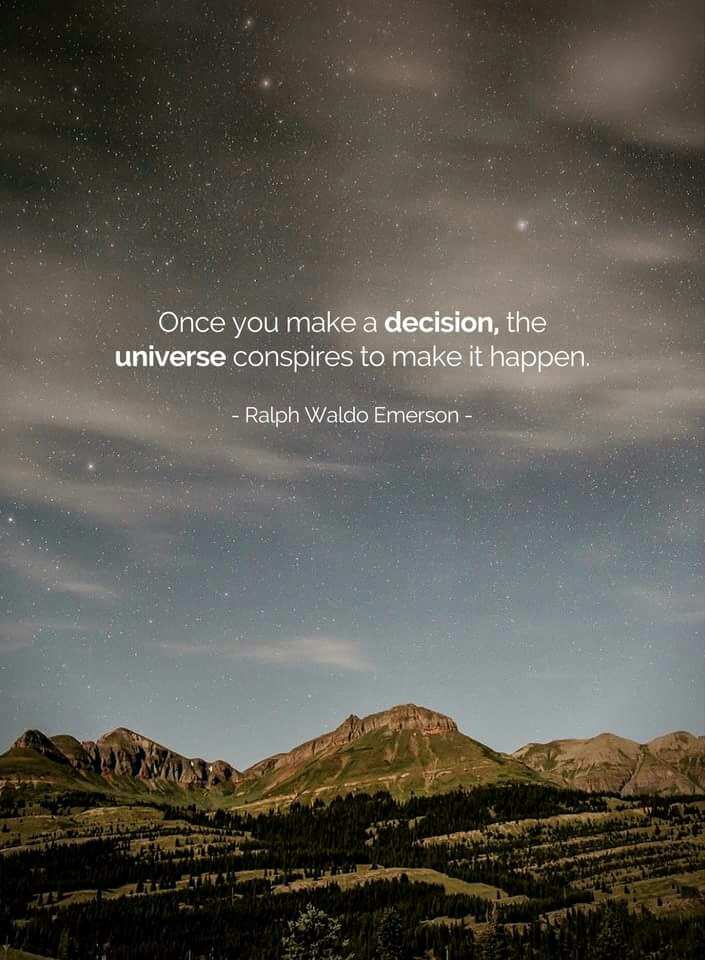 Once you make a decision, the
universe conspires to make it happen.
- Ralph Waldo Emerson -